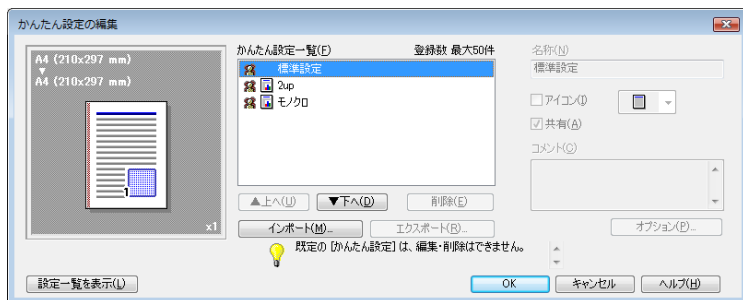 かんたん設定の編集
A4 (210x297 mm)
A4 (210x297 mm)
1
x1
かんたん設定一覧(F) 登録数 最大50件
標準設定
2up
モノクロ
▲上へ(U) ▼下へ(D) 削除(E)
インポート(M)... エクスポート(R)...
既定の [かんたん設定] は、編集・削除はできません。
名称(N)
標準設定
アイコン(I)
共有(A)
コメント(C)
オプション(P)...
設定一覧を表示(L) OK キャンセル ヘルプ(H)